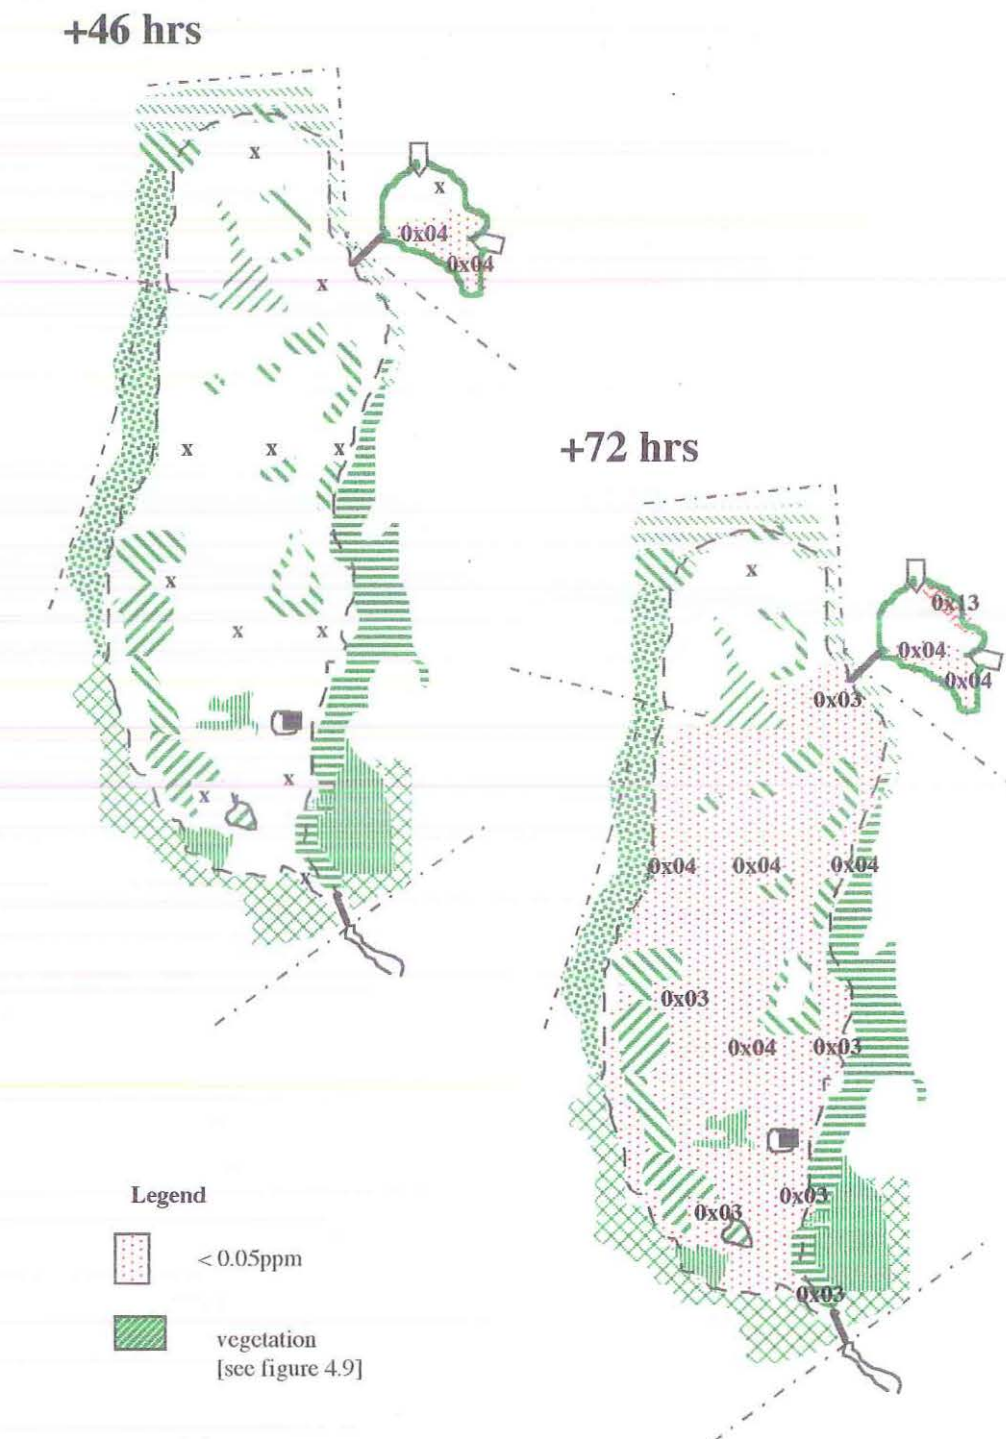 +46 hrs
x
x
0x04
0x04
x
x x x
+72 hrs
x
x
x x
0x13
0x04
0x04
0x03
x
x
x
0x04 0x04 0x04
0x03
0x04 0x03
Legend
0x03
0x03
< 0.05ppm
0x03
vegetation
[see figure 4.9]